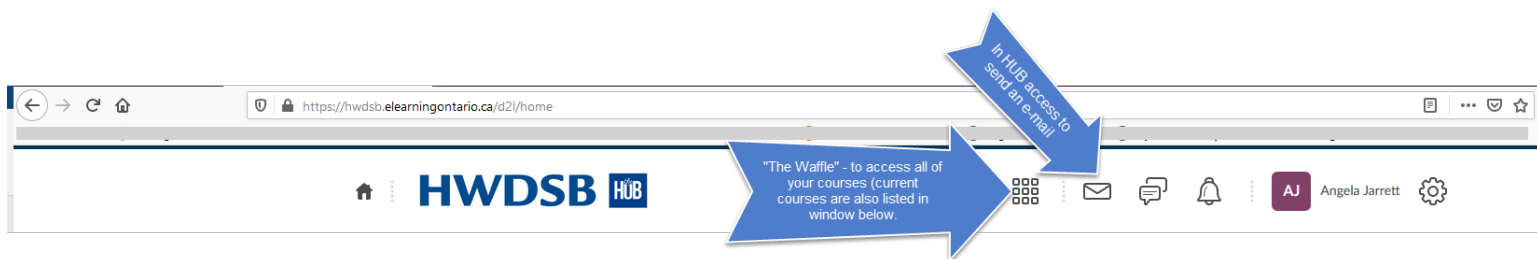 In HUB access to
send an e-mail
https://hwdsb.elearningontario.ca/d2l/home
"The Waffle" - to access all of
your courses (current
courses are also listed in
window below.
HWDSB HUB
AJ Angela Jarrett